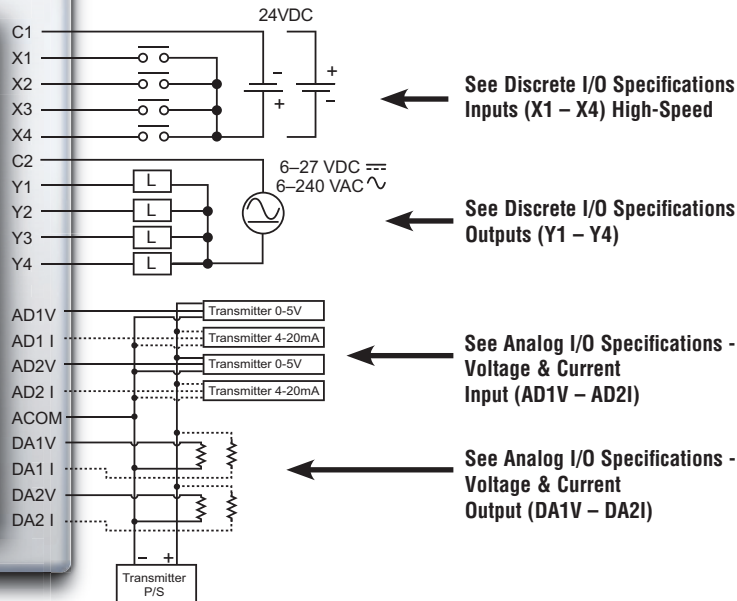 24VDC
C1
X1
X2
X3
X4
- +
+ -
See Discrete I/O Specifications
Inputs (X1 – X4) High-Speed
C2
Y1 L
Y2 L
Y3 L
Y4 L
6–27 VDC
6–240 VAC
See Discrete I/O Specifications
Outputs (Y1 – Y4)
AD1V
AD1 I
AD2V
AD2 I
ACOM
DA1V
DA1 I
DA2V
DA2 I
Transmitter 0-5V
Transmitter 4-20mA
Transmitter 0-5V
Transmitter 4-20mA
See Analog I/O Specifications -
Voltage & Current
Input (AD1V – AD2I)
See Analog I/O Specifications -
Voltage & Current
Output (DA1V – DA2I)
- +
Transmitter
P/S